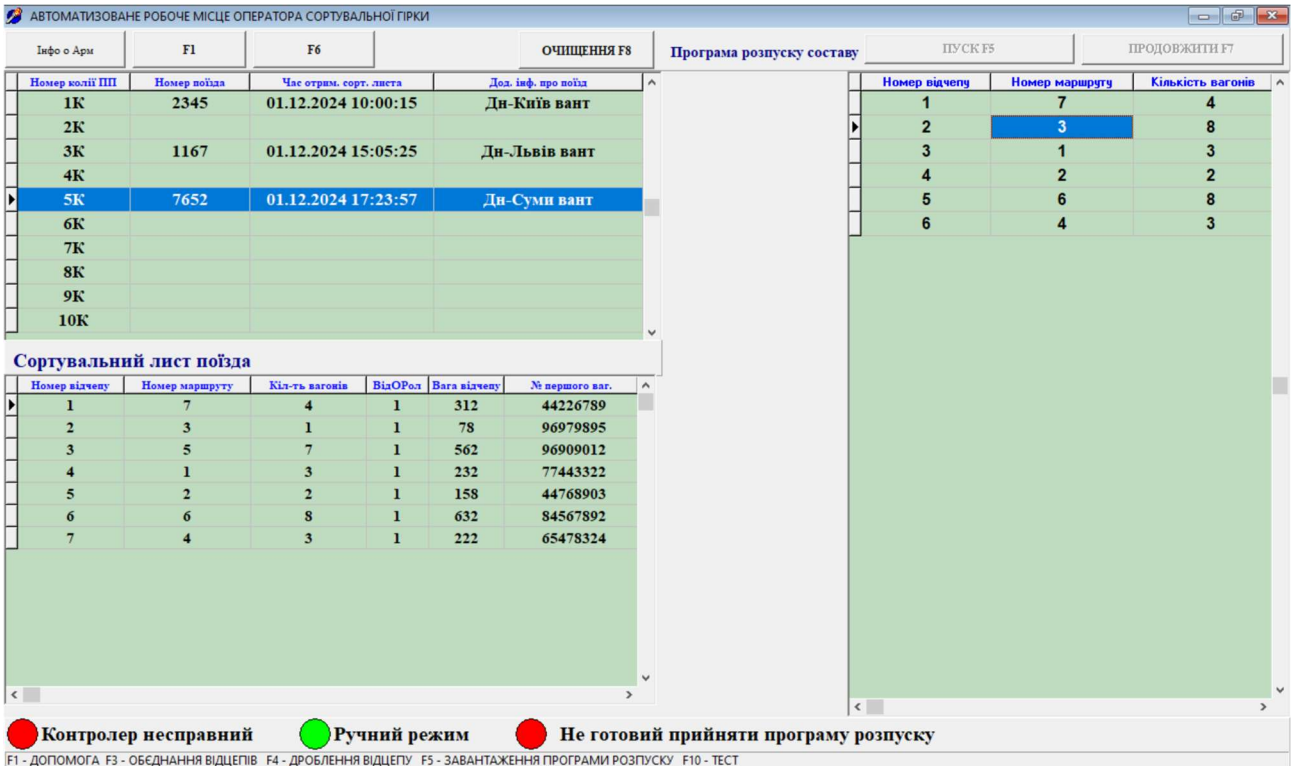 АВТОМАТИЗОВАНЕ РОБОЧЕ МІСЦЕ ОПЕРАТОРА СОРТУВАЛЬНОЇ ГІРКИ
Інфо о Арм F1 F6 ОЧИЩЕННЯ F8 Програма розпуску составу ПУСК F5 ПРОДОВЖИТИ F7
Номер колії ПП Номер поїзда Час отрим. сорт. листа Дод. інф. про поїзд
1К 2345 01.12.2024 10:00:15 Дн-Київ вант
2К
3К 1167 01.12.2024 15:05:25 Дн-Львів вант
4К
5К 7652 01.12.2024 17:23:57 Дн-Суми вант
6К
7К
8К
9К
10К
Сортувальний лист поїзда
Номер відчепу Номер маршруту Кіл-ть вагонів ВідОРол Вага відчепу № першого ваг.
1 7 4 1 312 44226789
2 3 1 1 78 96979895
3 5 7 1 562 96909012
4 1 3 1 232 77443322
5 2 2 1 158 44768903
6 6 8 1 632 84567892
7 4 3 1 222 65478324
Номер відчепу Номер маршруту Кількість вагонів
1 7 4
2 3 8
3 1 3
4 2 2
5 6 8
6 4 3
Контролер несправний Ручний режим Не готовий прийняти програму розпуску
F1 - ДОПОМОГА F3 - ОБЄДНАННЯ ВІДЦЕПІВ F4 - ДРОБЛЕННЯ ВІДЦЕПУ F5 - ЗАВАНТАЖЕННЯ ПРОГРАМИ РОЗПУСКУ F10 - ТЕСТ